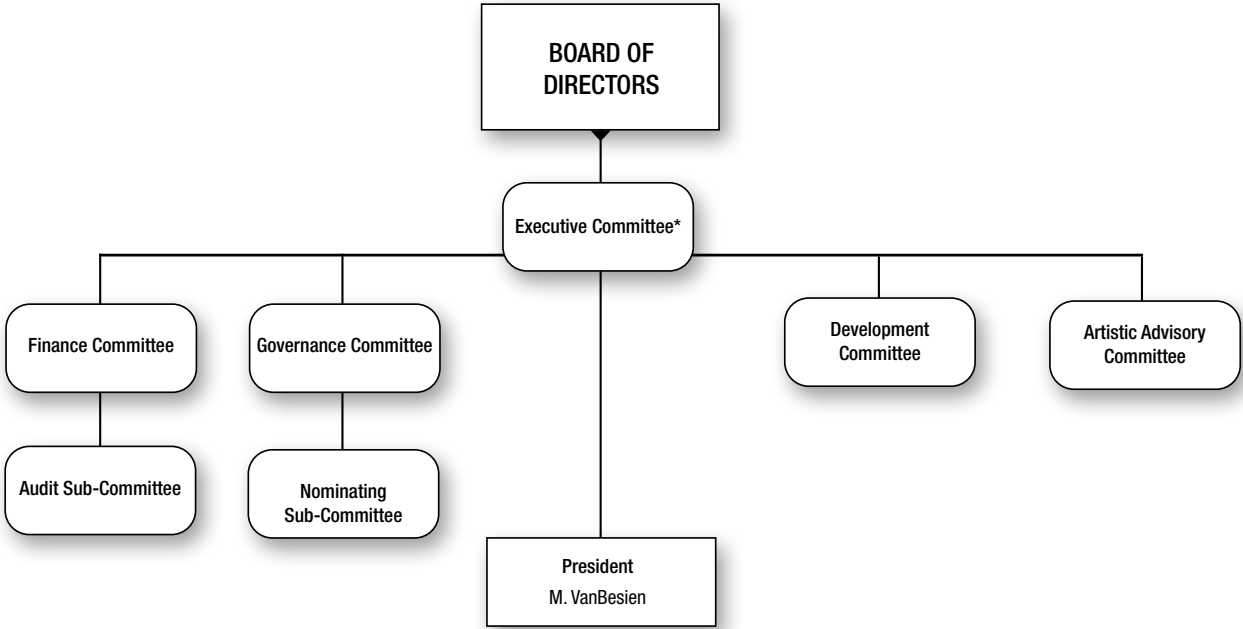 BOARD OF
DIRECTORS
Executive Committee*
Finance Committee
Governance Committee
Development
Committee
Artistic Advisory
Committee
Audit Sub-Committee
Nominating
Sub-Committee
President
M. VanBesien